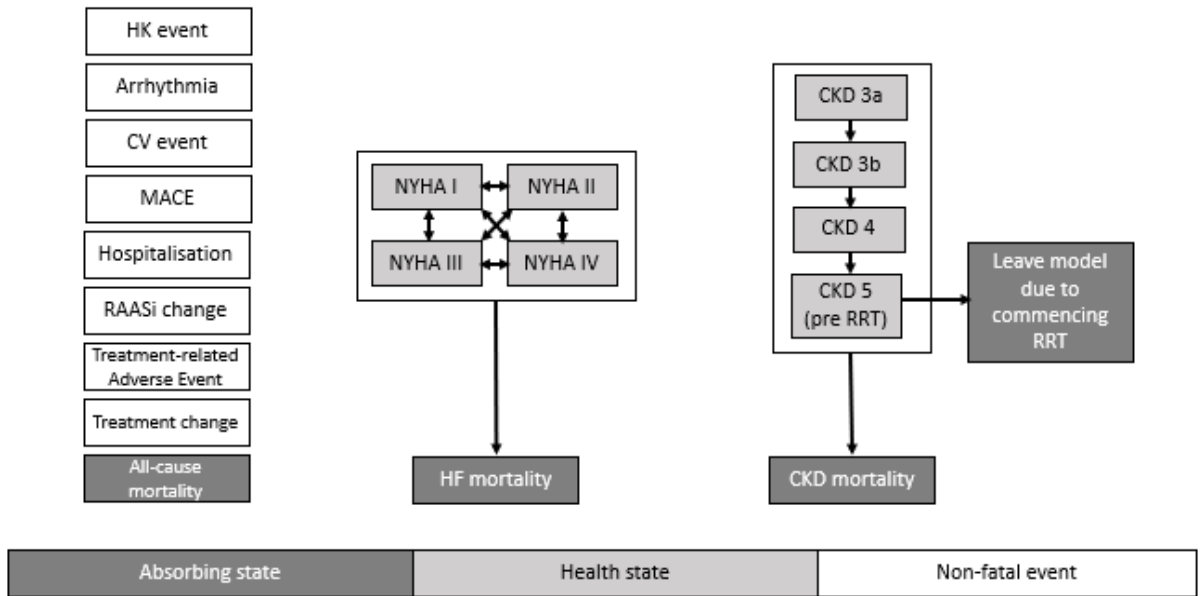 HK event
Arrhythmia
CV event
MACE
Hospitalisation
RAASi change
Treatment-related
Adverse Event
Treatment change
All-cause
mortality
NYHA I
NYHA II
NYHA III
NYHA IV
HF mortality
CKD 3a
CKD 3b
CKD 4
CKD 5
(pre RRT)
Leave model
due to
commencing
RRT
CKD mortality
Absorbing state
Health state
Non-fatal event